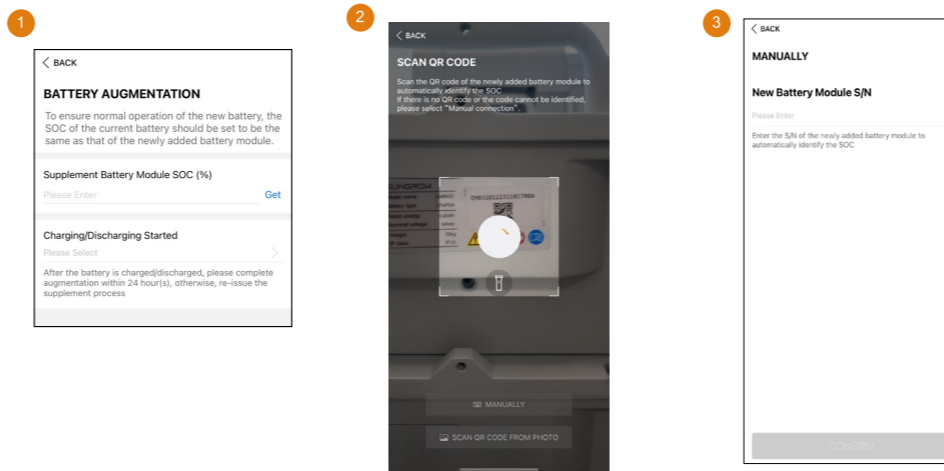 1
< BACK
BATTERY AUGMENTATION
To ensure normal operation of the new battery, the
SOC of the current battery should be set to be the
same as that of the newly added battery module.
Supplement Battery Module SOC (%)
Please Enter
Get
Charging/Discharging Started
Please Select
After the battery is charged/discharged, please complete
augmentation within 24 hour(s), otherwise, re-issue the
supplement process
2
< BACK
SCAN QR CODE
Scan the QR code of the newly added battery module to
automatically identify the SOC
If there is no QR code or the code cannot be identified,
please select "Manual connection".
SUNGROW
MANUALLY
SCAN QR CODE FROM PHOTO
3
< BACK
MANUALLY
New Battery Module S/N
Please Enter
Enter the S/N of the newly added battery module to
automatically identify the SOC
CONFIRM